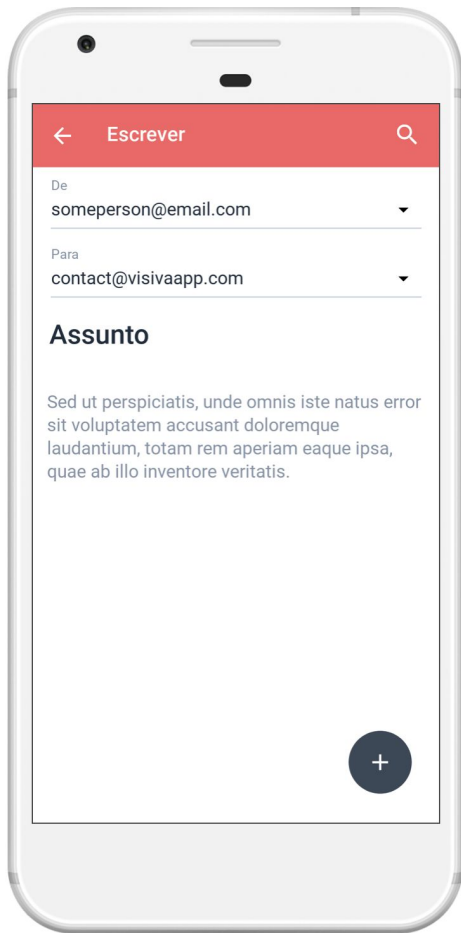 Escrever
De
someperson@email.com
Para
contact@visivaapp.com
Assunto
Sed ut perspiciatis, unde omnis iste natus error
sit voluptatem accusant doloremque
laudantium, totam rem aperiam eaque ipsa,
quae ab illo inventore veritatis.